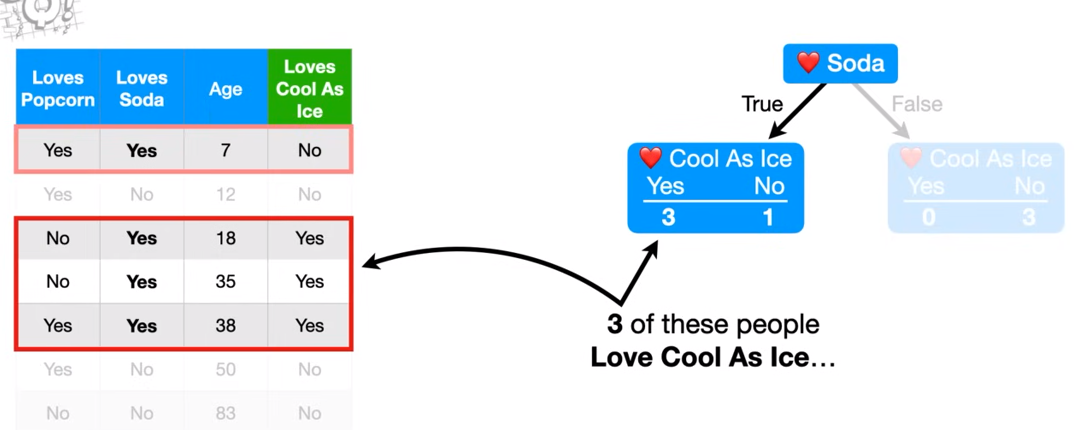 Loves Popcorn Loves Soda Age Loves Cool As Ice
Yes Yes 7 No
Yes No 12 No
No Yes 18 Yes
No Yes 35 Yes
Yes Yes 38 Yes
Yes No 50 No
No No 83 No
❤️ Soda
True False
❤️ Cool As Ice
Yes No
3 1
❤️ Cool As Ice
Yes No
0 3
3 of these people
Love Cool As Ice…